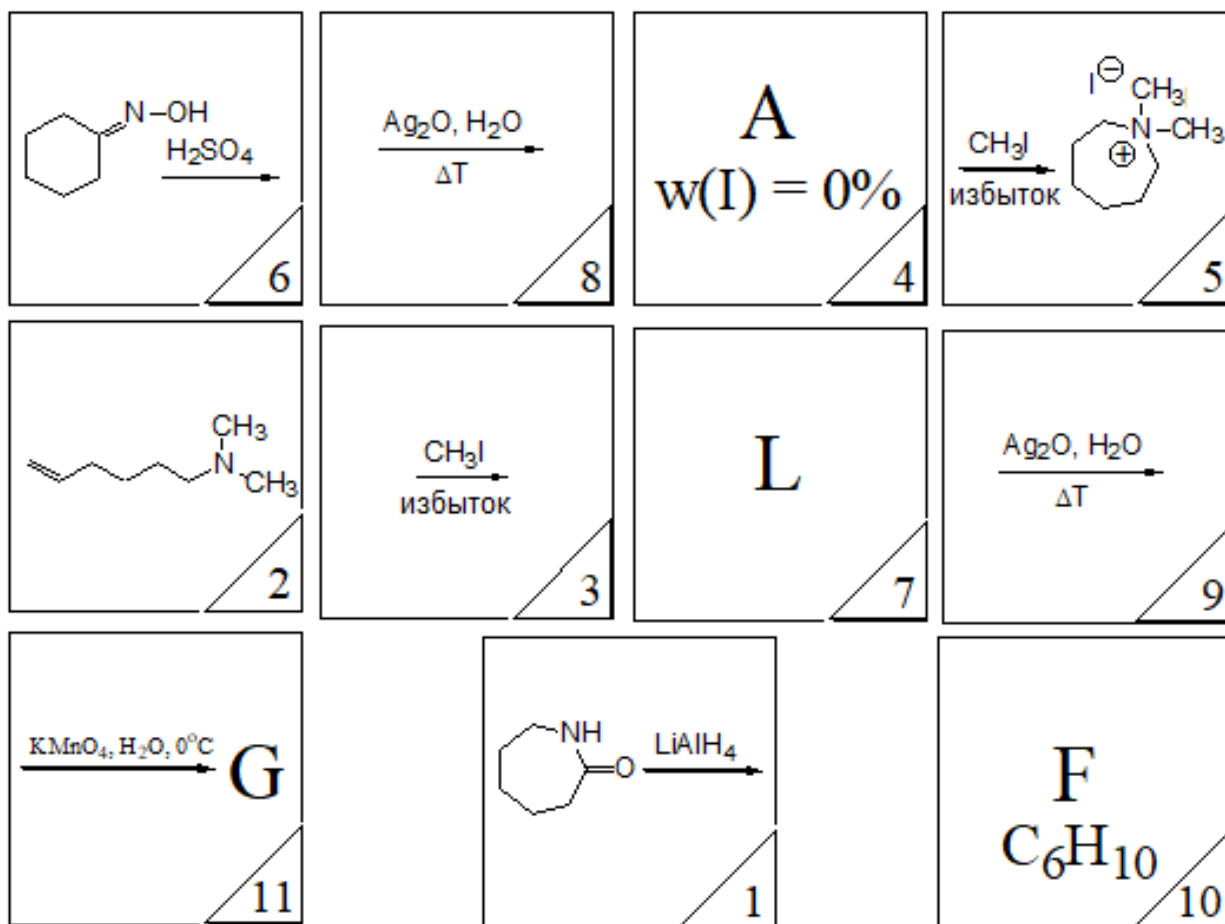 N-OH
H2SO4
6
Ag2O, H2O
ΔT
8
A
w(I) = 0%
4
CH3I
избыток
I⊖
CH3
N
CH3
⊕
5
CH3
N
CH3
2
CH3I
избыток
3
L
7
Ag2O, H2O
ΔT
9
KMnO4, H2O, 0°C
G
11
NH
O
LiAlH4
1
F
C6H10
10